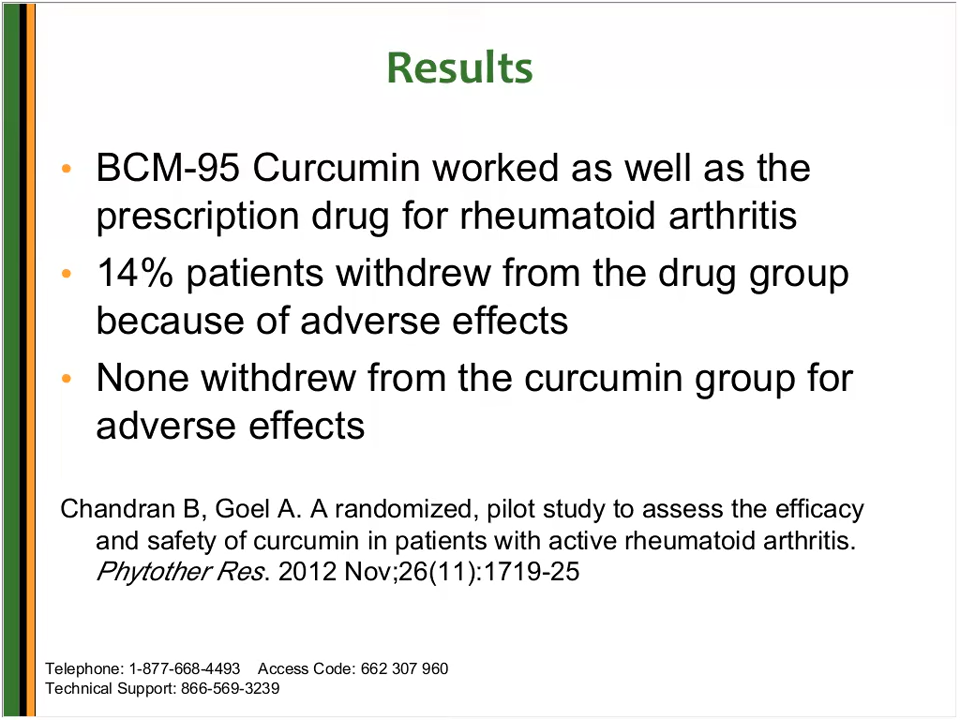 Results
• BCM-95 Curcumin worked as well as the
prescription drug for rheumatoid arthritis
• 14% patients withdrew from the drug group
because of adverse effects
• None withdrew from the curcumin group for
adverse effects
Chandran B, Goel A. A randomized, pilot study to assess the efficacy
and safety of curcumin in patients with active rheumatoid arthritis.
Phytother Res. 2012 Nov;26(11):1719-25
Telephone: 1-877-668-4493 Access Code: 662 307 960
Technical Support: 866-569-3239